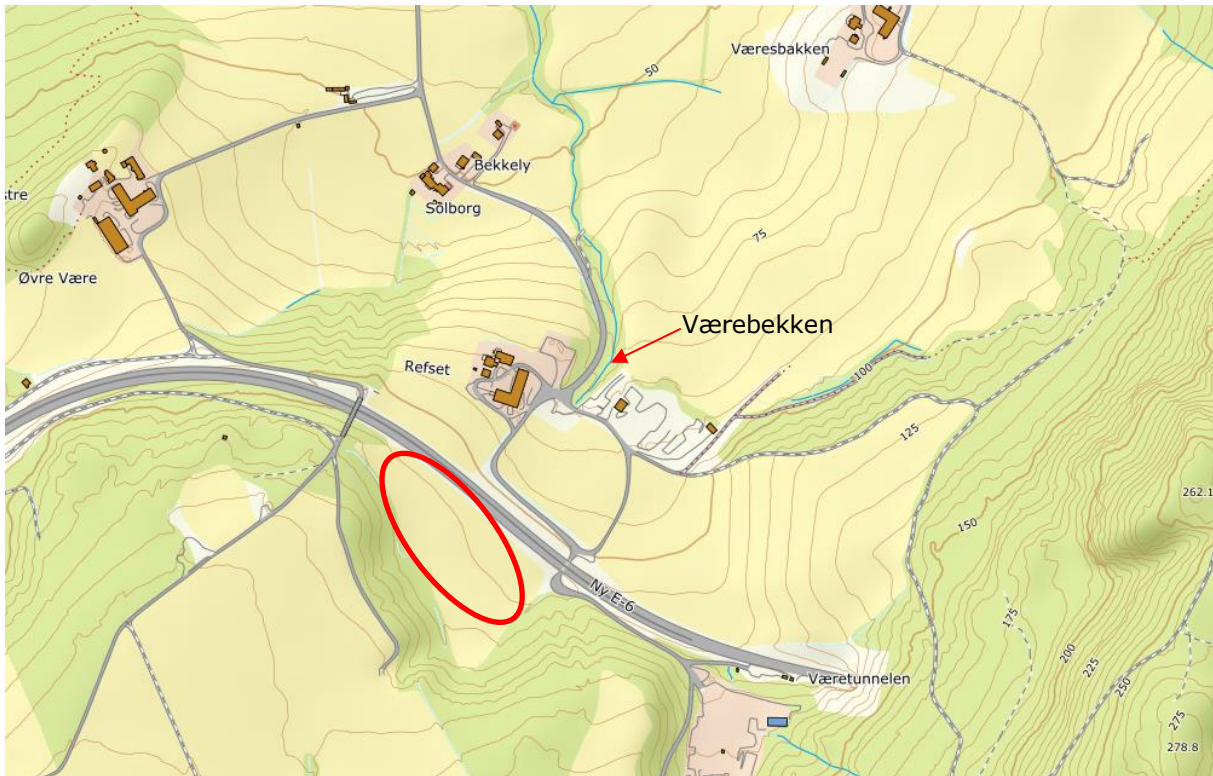 Væresbakken
50
Bekkely
stre
Solborg
75
Øvre Være
Værebekken
Refset
100
125
262.1
150
Ny E=6
175
Væretunnelen
200
225
250
275
278.8